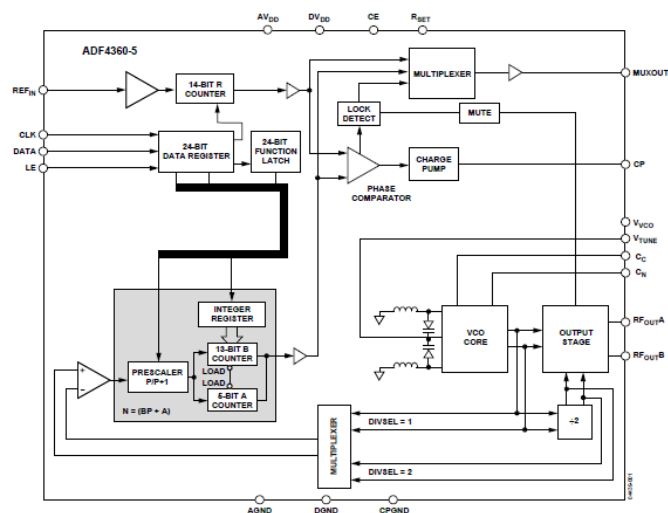 AVDD DVDD CE RSET
ADF4360-5
REFIN
14-BIT R
COUNTER
MULTIPLEXER
MUXOUT
LOCK
DETECT
MUTE
CLK
DATA
LE
24-BIT
DATA REGISTER
24-BIT
FUNCTION
LATCH
PHASE
COMPARATOR
CHARGE
PUMP
CP
VVCO
VTUNE
CC
CN
INTEGER
REGISTER
13-BIT B
COUNTER
PRESCALER
P/P+1
LOAD
LOAD
5-BIT A
COUNTER
N = (BP + A)
+
−
VCO
CORE
OUTPUT
STAGE
RFOUTA
RFOUTB
÷2
MULTIPLEXER
DIVSEL = 1
DIVSEL = 2
AGND DGND CPGND